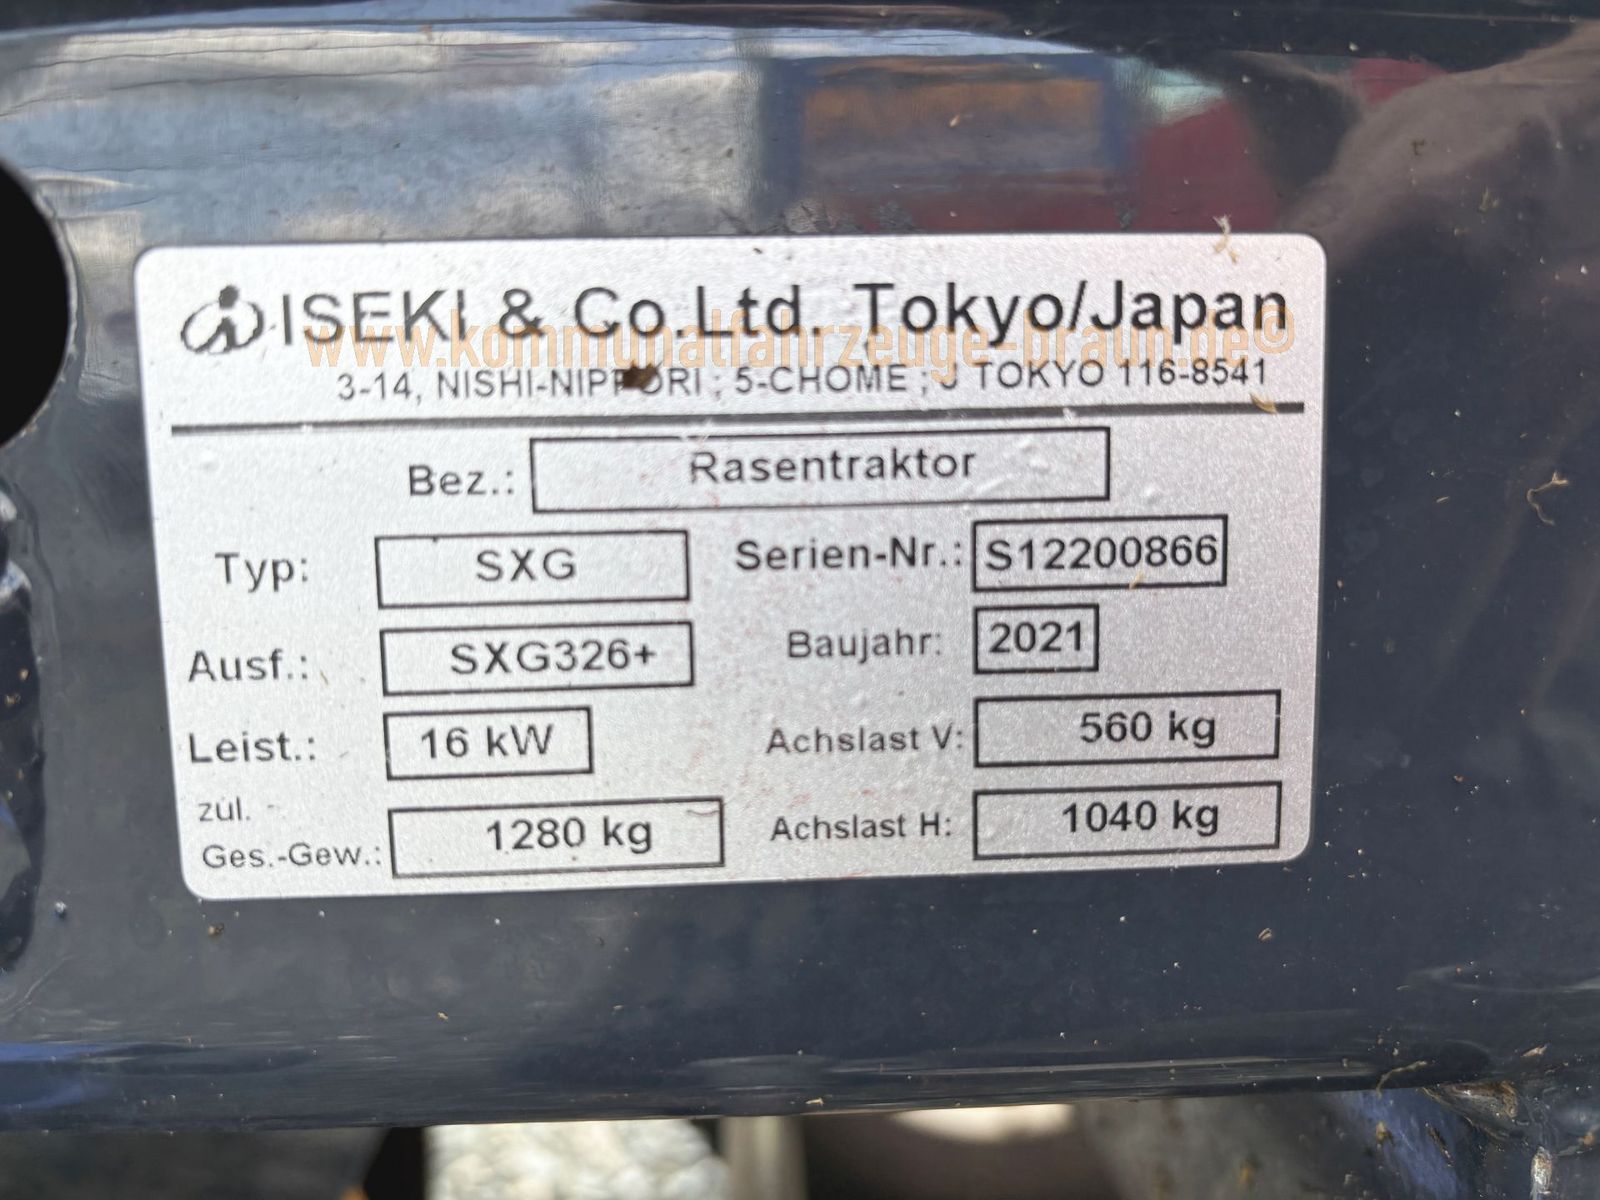 ISEKI & Co.Ltd. Tokyo/Japan
www.kommunalfahrzeuge-braun.de©
3-14, NISHI-NIPPORI ; 5-CHOME ; J TOKYO 116-8541
Bez.: Rasentraktor
Typ: SXG Serien-Nr.: S12200866
Ausf.: SXG326+ Baujahr: 2021
Leist.: 16 kW Achslast V: 560 kg
zul.
Ges.-Gew.: 1280 kg Achslast H: 1040 kg